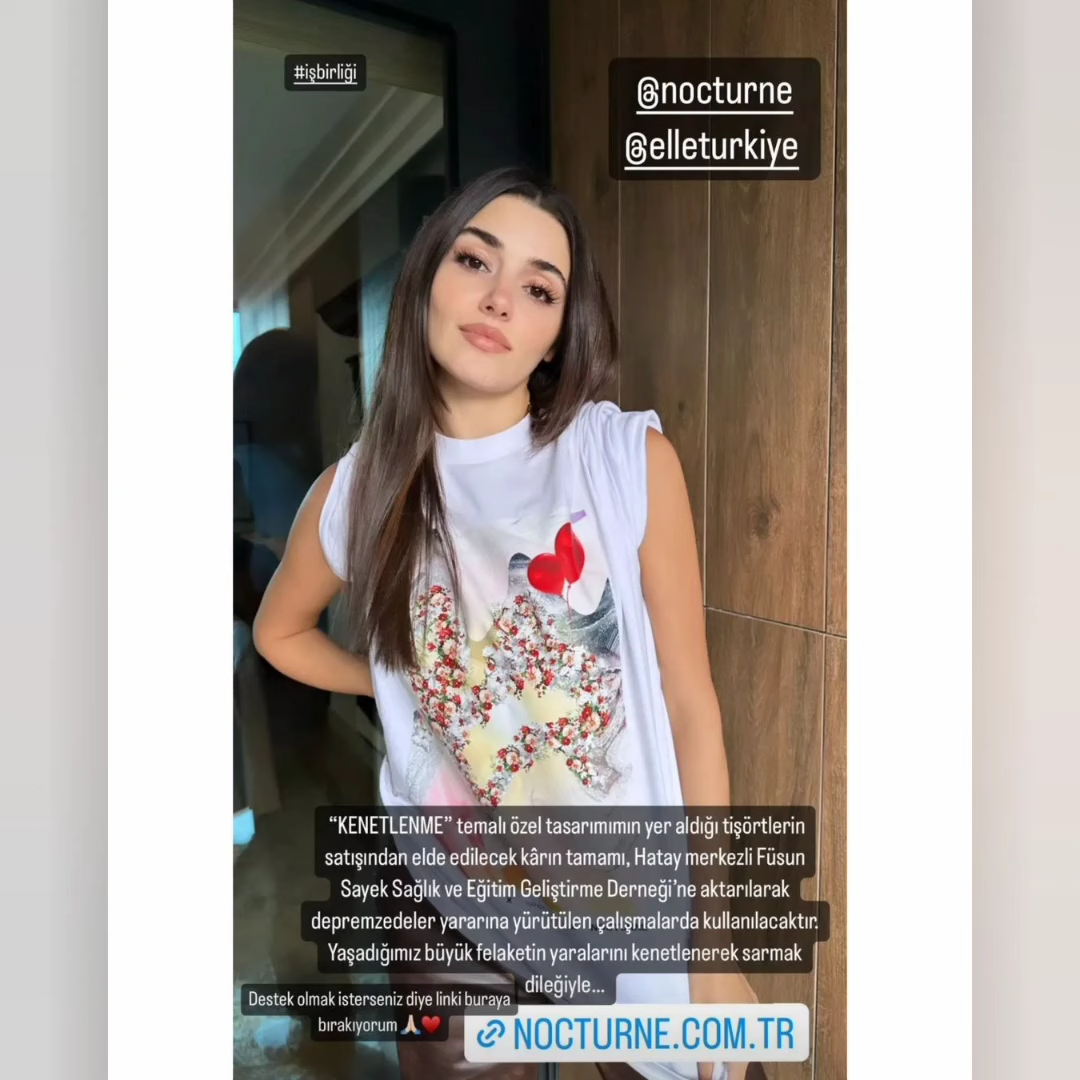 #işbirliği
@nocturne
@elleturkiye
“KENETLENME” temalı özel tasarımımın yer aldığı tişörtlerin
satışından elde edilecek kârın tamamı, Hatay merkezli Füsun
Sayek Sağlık ve Eğitim Geliştirme Derneği’ne aktarılarak
depremzedeler yararına yürütülen çalışmalarda kullanılacaktır.
Yaşadığımız büyük felaketin yaralarını kenetlenerek sarmak
dileğiyle...
Destek olmak isterseniz diye linki buraya
bırakıyorum 🙏🏻❤️
NOCTURNE.COM.TR